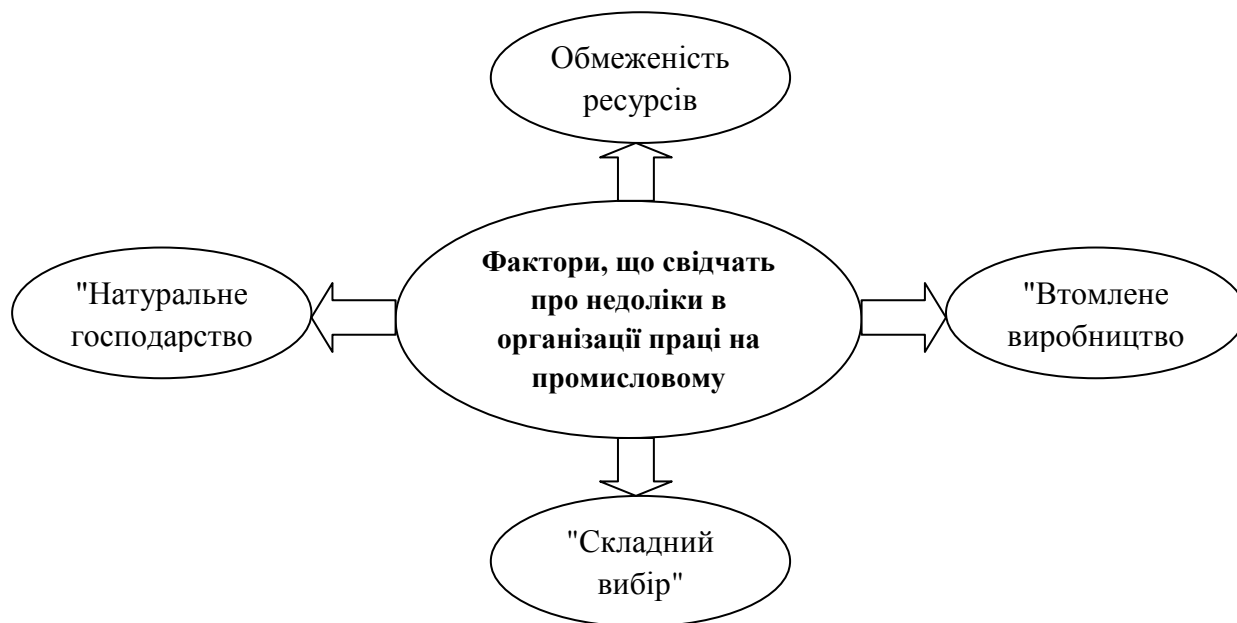 Обмеженість
ресурсів
"Натуральне
господарство
Фактори, що свідчать
про недоліки в
організації праці на
промисловому
"Втомлене
виробництво
"Складний
вибір"